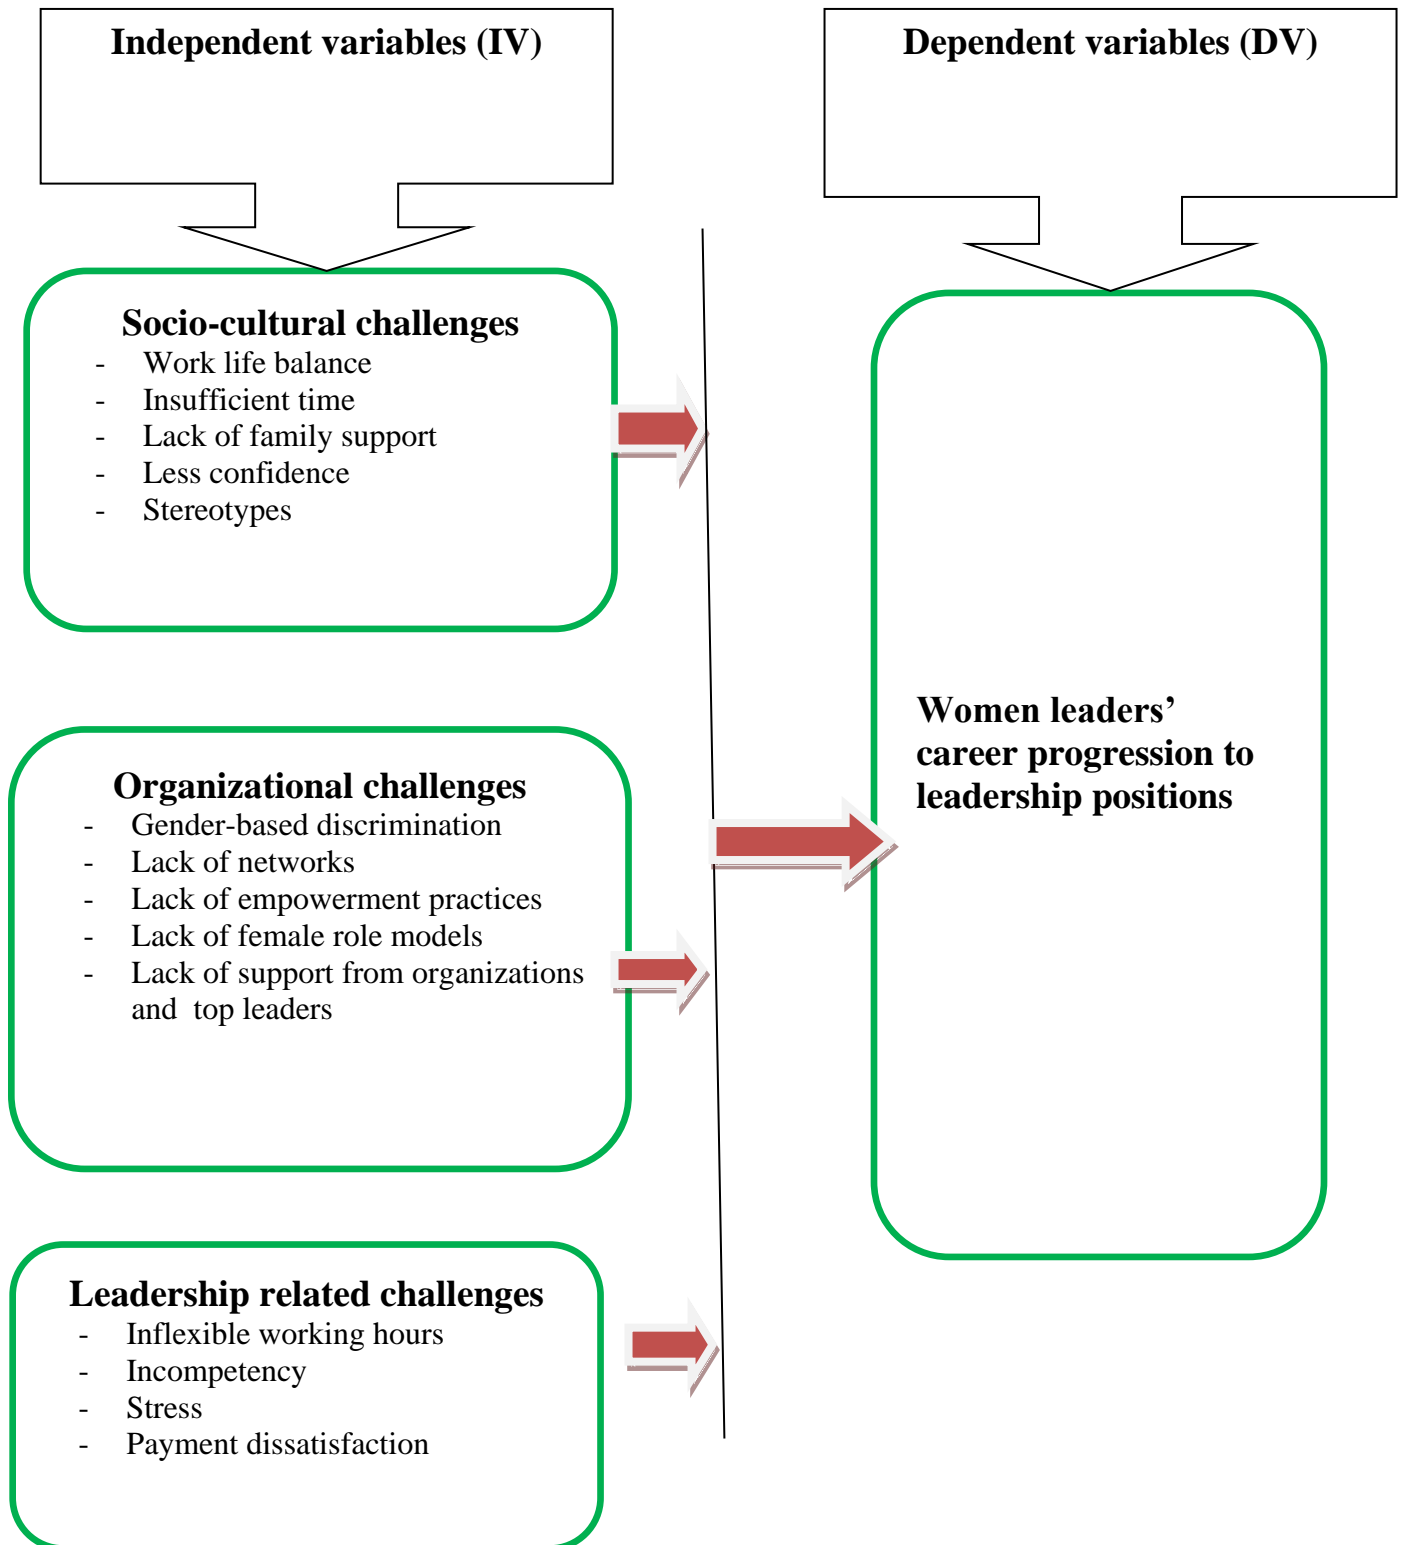 Independent variables (IV)
Dependent variables (DV)
Socio-cultural challenges
- Work life balance
- Insufficient time
- Lack of family support
- Less confidence
- Stereotypes
Organizational challenges
- Gender-based discrimination
- Lack of networks
- Lack of empowerment practices
- Lack of female role models
- Lack of support from organizations
and top leaders
Leadership related challenges
- Inflexible working hours
- Incompetency
- Stress
- Payment dissatisfaction
Women leaders’
career progression to
leadership positions